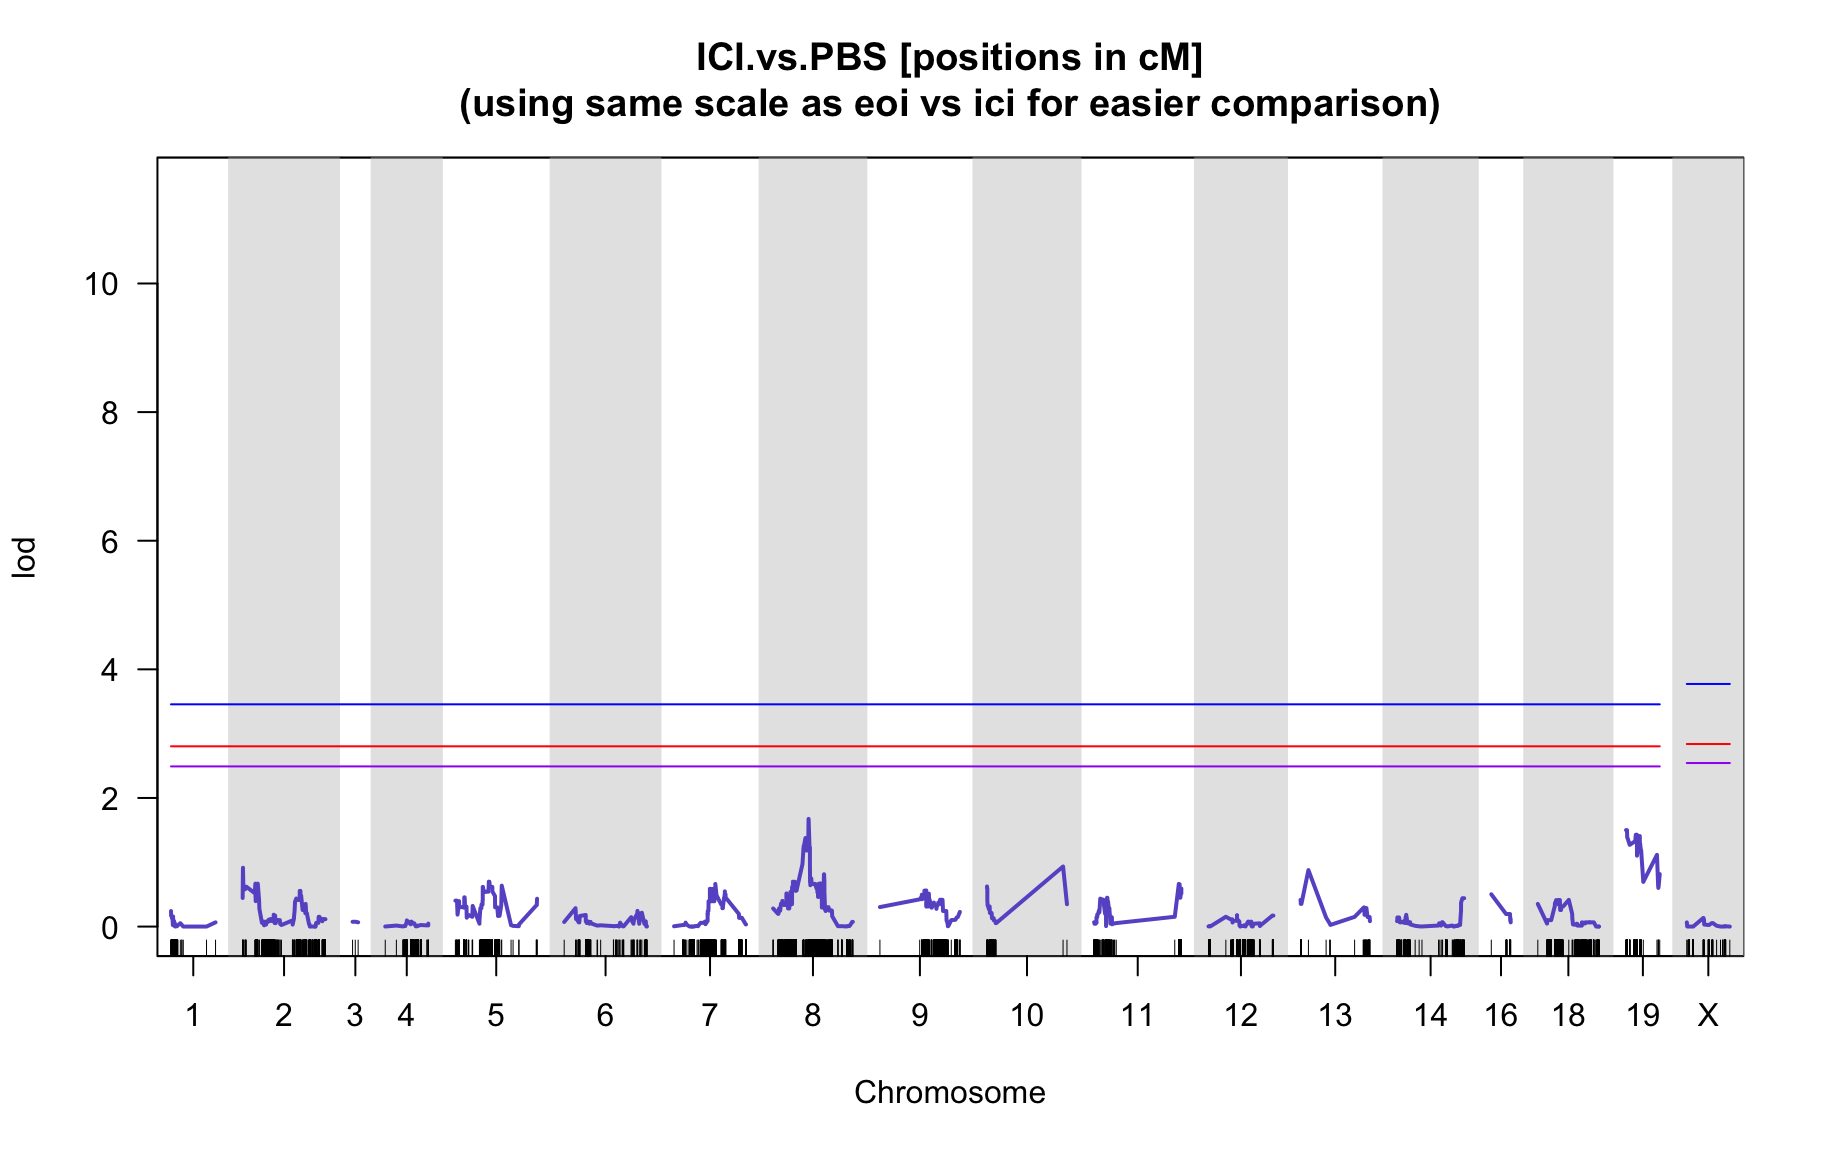 ICI.vs.PBS [positions in cM]
(using same scale as eoi vs ici for easier comparison)
10
8
6
4
2
0
lod
1 2 3 4 5 6 7 8 9 10 11 12 13 14 16 18 19 X
Chromosome